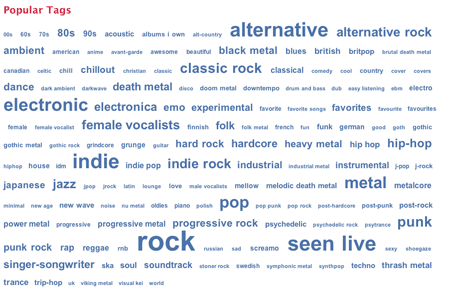 Popular Tags
00s 60s 70s 80s 90s acoustic albums i own alt-country alternative alternative rock
ambient american anime avant-garde awesome beautiful black metal blues british britpop brutal death metal
canadian celtic chill chillout christian classic classic rock classical comedy cool country cover covers
dance dark ambient darkwave death metal disco doom metal downtempo drum and bass dub easy listening ebm electro
electronic electronica emo experimental favorite favorite songs favorites favourite favourites
female female vocalist female vocalists finnish folk folk metal french fun funk german good goth gothic
gothic metal gothic rock grindcore grunge guitar hard rock hardcore heavy metal hip hop hip-hop
hiphop house idm indie indie pop indie rock industrial industrial metal instrumental j-pop j-rock
japanese jazz jpop jrock latin lounge love male vocalists mellow melodic death metal metal metalcore
minimal new age new wave noise nu metal oldies piano polish pop pop punk pop rock post-hardcore post-punk post-rock
power metal progressive progressive metal progressive rock psychedelic psychedelic rock psytrance punk
punk rock rap reggae rnb rock russian sad screamo seen live sexy shoegaze
singer-songwriter ska soul soundtrack stoner rock swedish symphonic metal synthpop techno thrash metal
trance trip-hop uk viking metal visual kei world